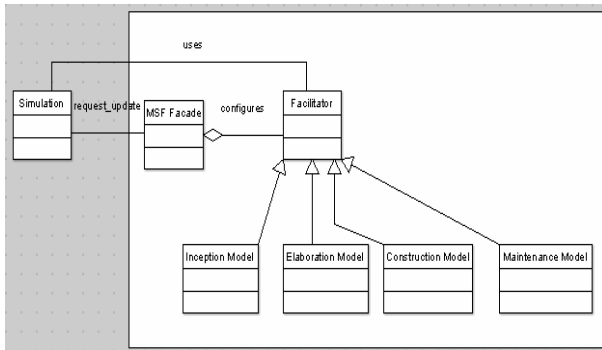 uses
Simulation
request_update
MSF Facade
configures
Facilitator
Inception Model
Elaboration Model
Construction Model
Maintenance Model